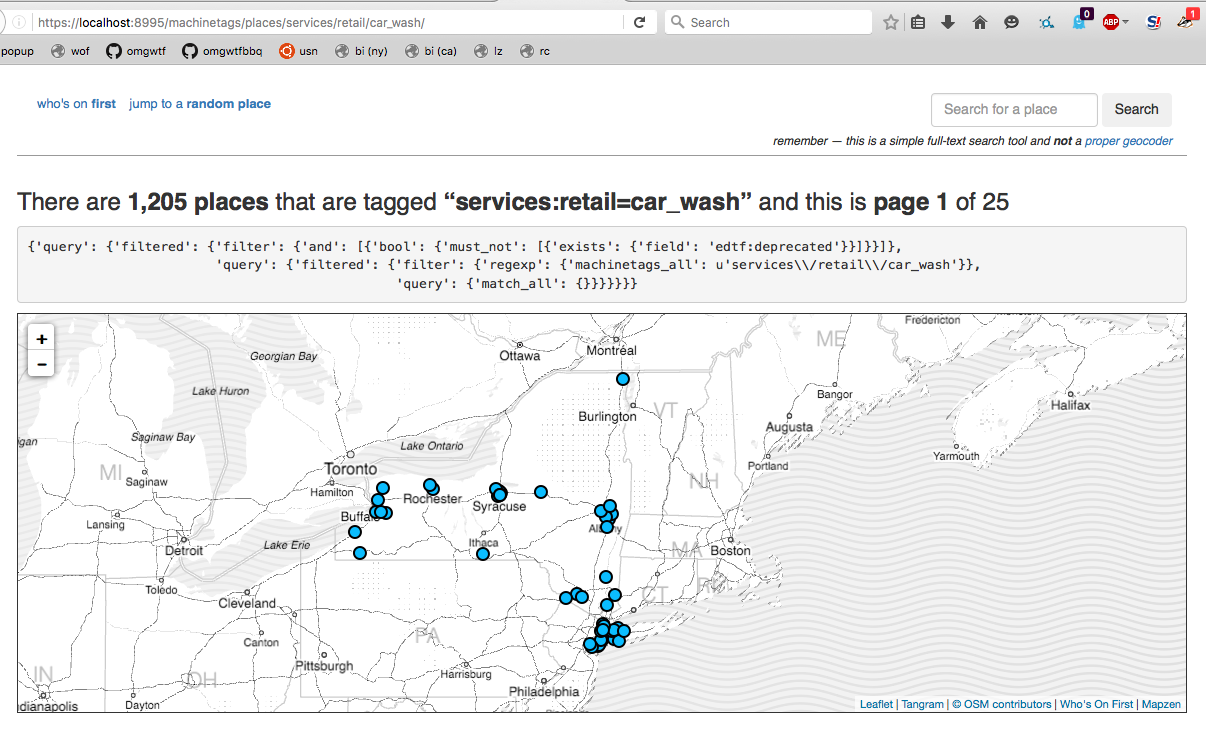 https://localhost:8995/machinetags/places/services/retail/car_wash/
Search
0
ABP
S!
1
popup
wof
omgwtf
omgwtfbbq
usn
bi (ny)
bi (ca)
lz
rc
who's on first
jump to a random place
Search for a place
Search
remember — this is a simple full-text search tool and not a proper geocoder
There are 1,205 places that are tagged “services:retail=car_wash” and this is page 1 of 25
{'query': {'filtered': {'filter': {'and': [{'bool': {'must_not': [{'exists': {'field': 'edtf:deprecated'}}]}}]},
'query': {'filtered': {'filter': {'regexp': {'machinetags_all': u'services\\/retail\\/car_wash'}},
'query': {'match_all': {}}}}}}}
+
-
Fredericton
ME
Georgian Bay
Ottawa
Montréal
Lake Huron
Bangor
Halifax
Burlington
VT
Augusta
igan
Saginaw Bay
Lake Ontario
Yarmouth
Toronto
Portland
MI
Saginaw
Hamilton
Rochester
NH
Syracuse
Lansing
Buffalo
Albany
Detroit
Lake Erie
Ithaca
MA
Boston
Toledo
CT
RI
Cleveland
PA
Canton
Pittsburgh
Harrisburg
IN
OH
Philadelphia
dianapolis
Dayton
Leaflet | Tangram | © OSM contributors | Who's On First | Mapzen